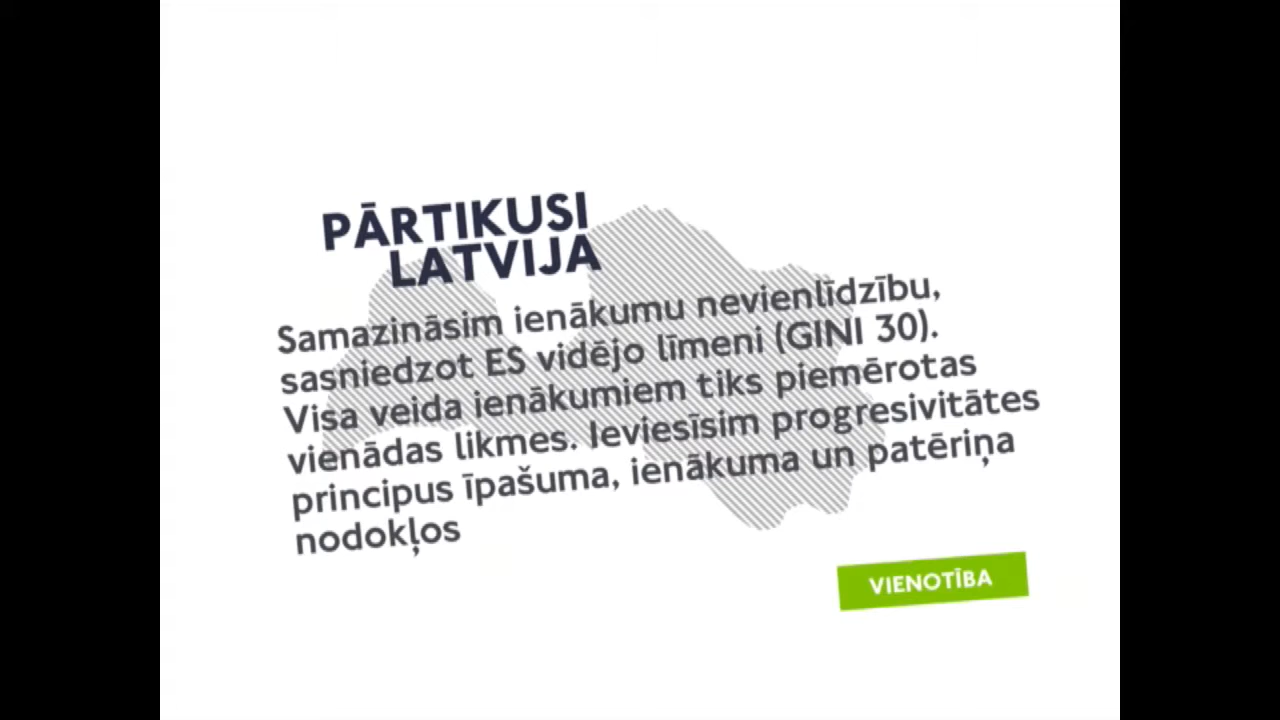 PĀRTIKUSI
LATVIJA
Samazināsim ienākumu nevienlīdzību,
sasniedzot ES vidējo līmeni (GINI 30).
Visa veida ienākumiem tiks piemērotas
vienādas likmes. Ieviesīsim progresivitātes
principus īpašuma, ienākuma un patēriņa
nodokļos
VIENOTĪBA